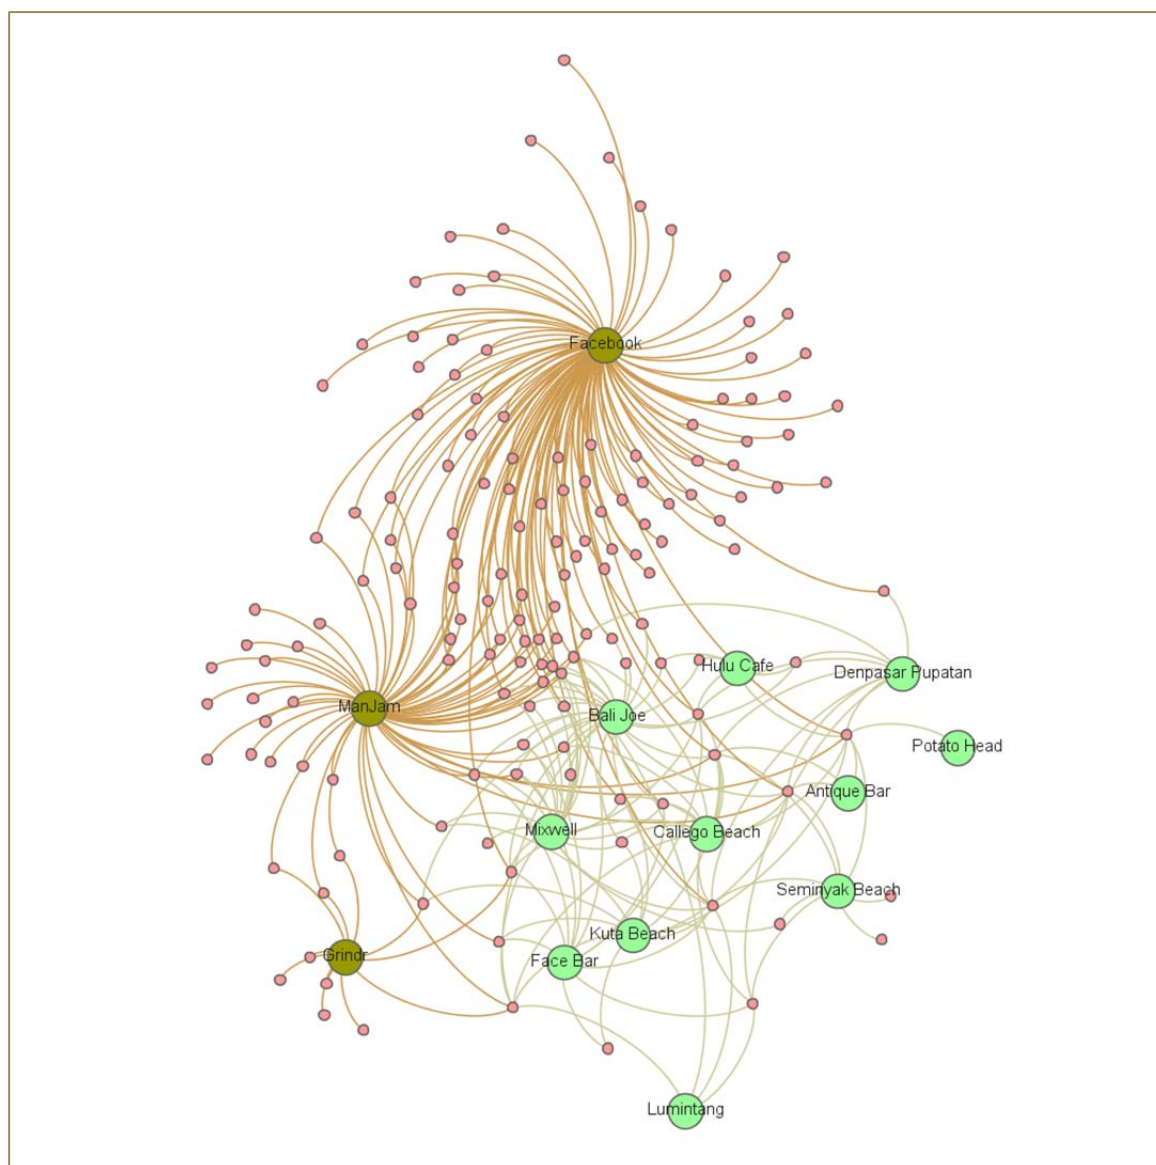 Facebook
Hulu Cafe
Denpasar Pupatan
ManJam
Bali Joe
Potato Head
Antique Bar
Mixwell
Callego Beach
Seminyak Beach
Kuta Beach
Grindr
Face Bar
Lumintang